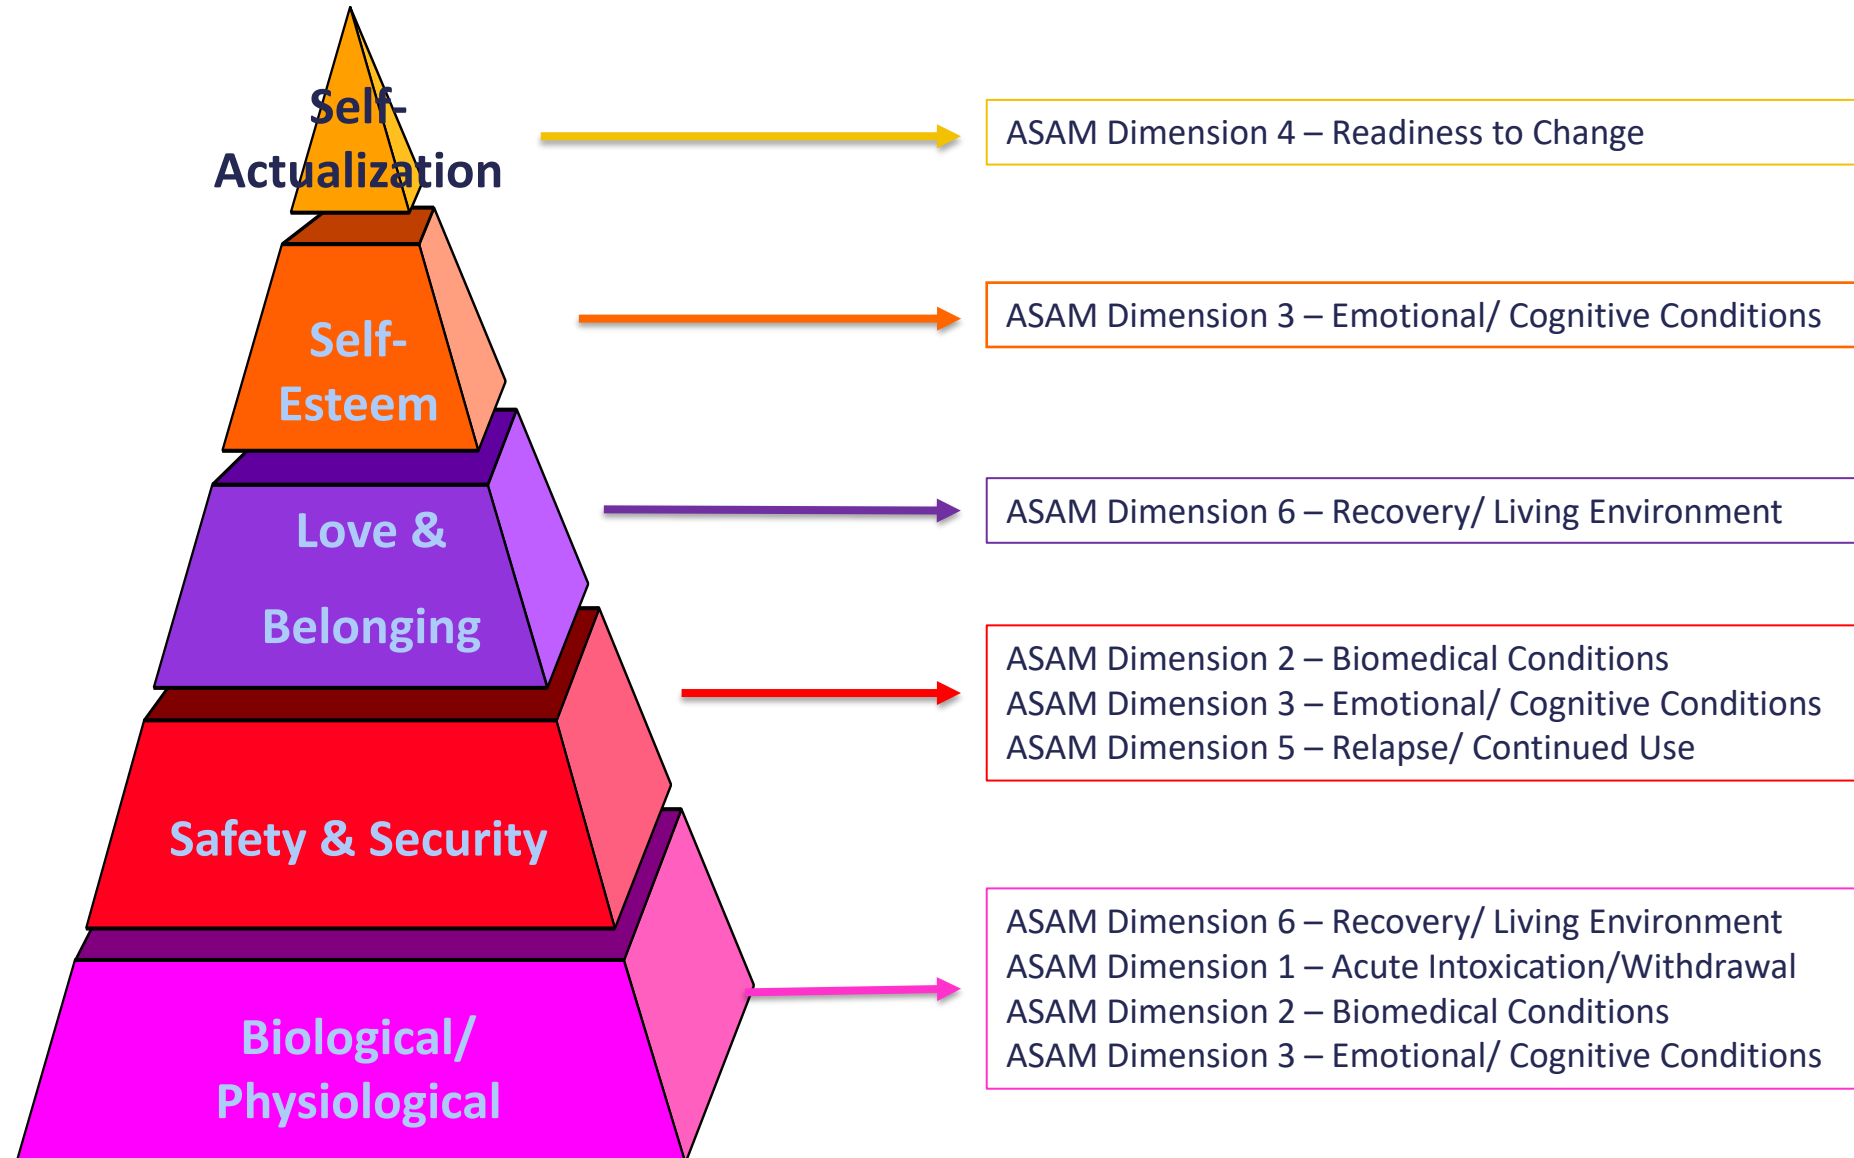 Self-
Actualization
ASAM Dimension 4 – Readiness to Change
Self-
Esteem
ASAM Dimension 3 – Emotional/ Cognitive Conditions
Love &
Belonging
ASAM Dimension 6 – Recovery/ Living Environment
Safety & Security
ASAM Dimension 2 – Biomedical Conditions
ASAM Dimension 3 – Emotional/ Cognitive Conditions
ASAM Dimension 5 – Relapse/ Continued Use
Biological/
Physiological
ASAM Dimension 6 – Recovery/ Living Environment
ASAM Dimension 1 – Acute Intoxication/Withdrawal
ASAM Dimension 2 – Biomedical Conditions
ASAM Dimension 3 – Emotional/ Cognitive Conditions